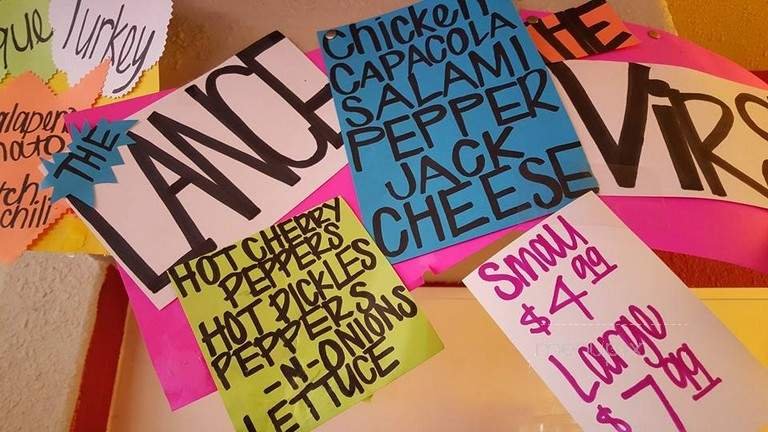 Turkey
THE
LANCE
Chicken
CAPACOLA
SALAMI
PEPPER
JACK
CHEESE
HOT CHERRY
PEPPERS
HOT PICKLES
PEPPERS
-N-ONIONS
LETTUCE
THE
ViRS
Small
$4.99
Large
$7.99
chili